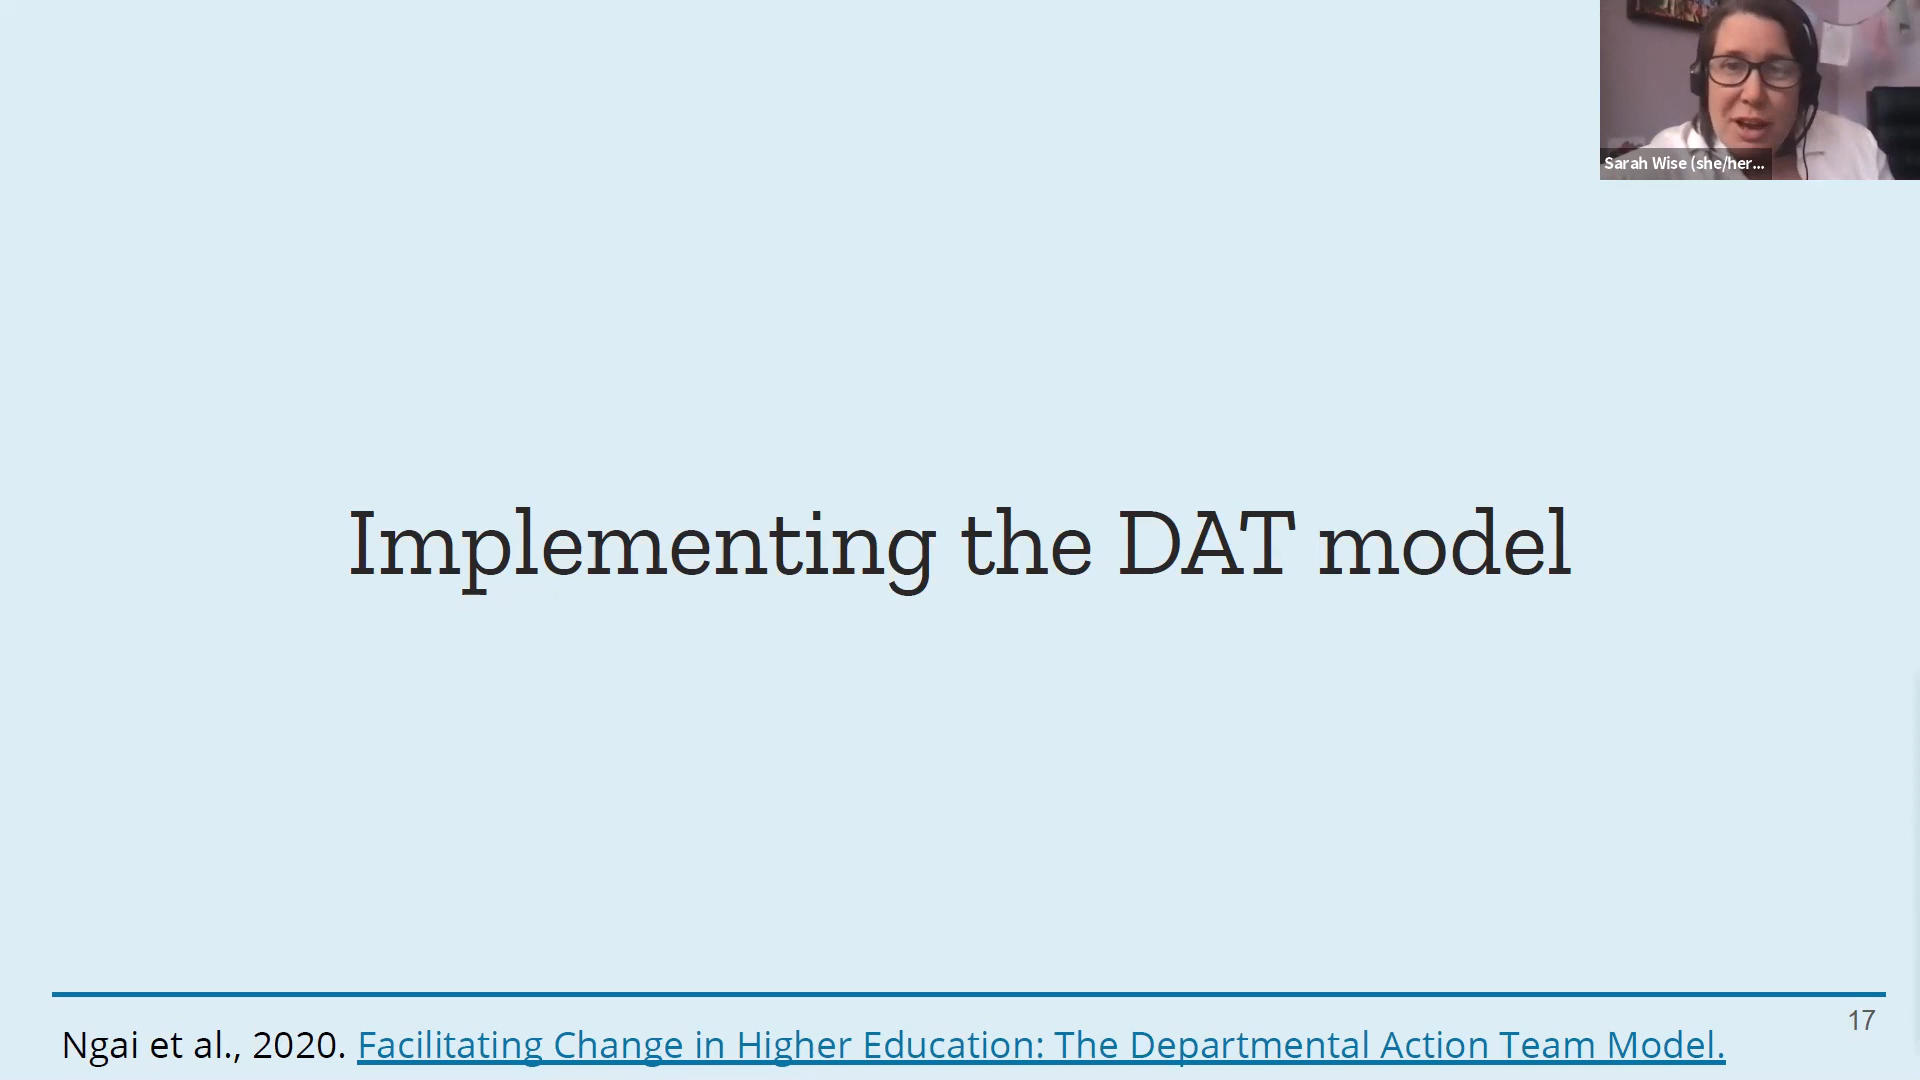 Sarah Wise (she/her...
Implementing the DAT model
17
Ngai et al., 2020. Facilitating Change in Higher Education: The Departmental Action Team Model.